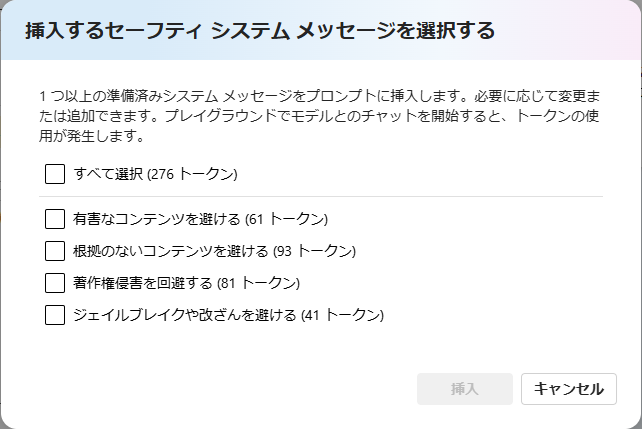 挿入するセーフティ システム メッセージを選択する
1 つ以上の準備済みシステム メッセージをプロンプトに挿入します。必要に応じて変更ま
たは追加できます。プレイグラウンドでモデルとのチャットを開始すると、トークンの使
用が発生します。
すべて選択 (276 トークン)
有害なコンテンツを避ける (61 トークン)
根拠のないコンテンツを避ける (93 トークン)
著作権侵害を回避する (81 トークン)
ジェイルブレイクや改ざんを避ける (41 トークン)
挿入 キャンセル